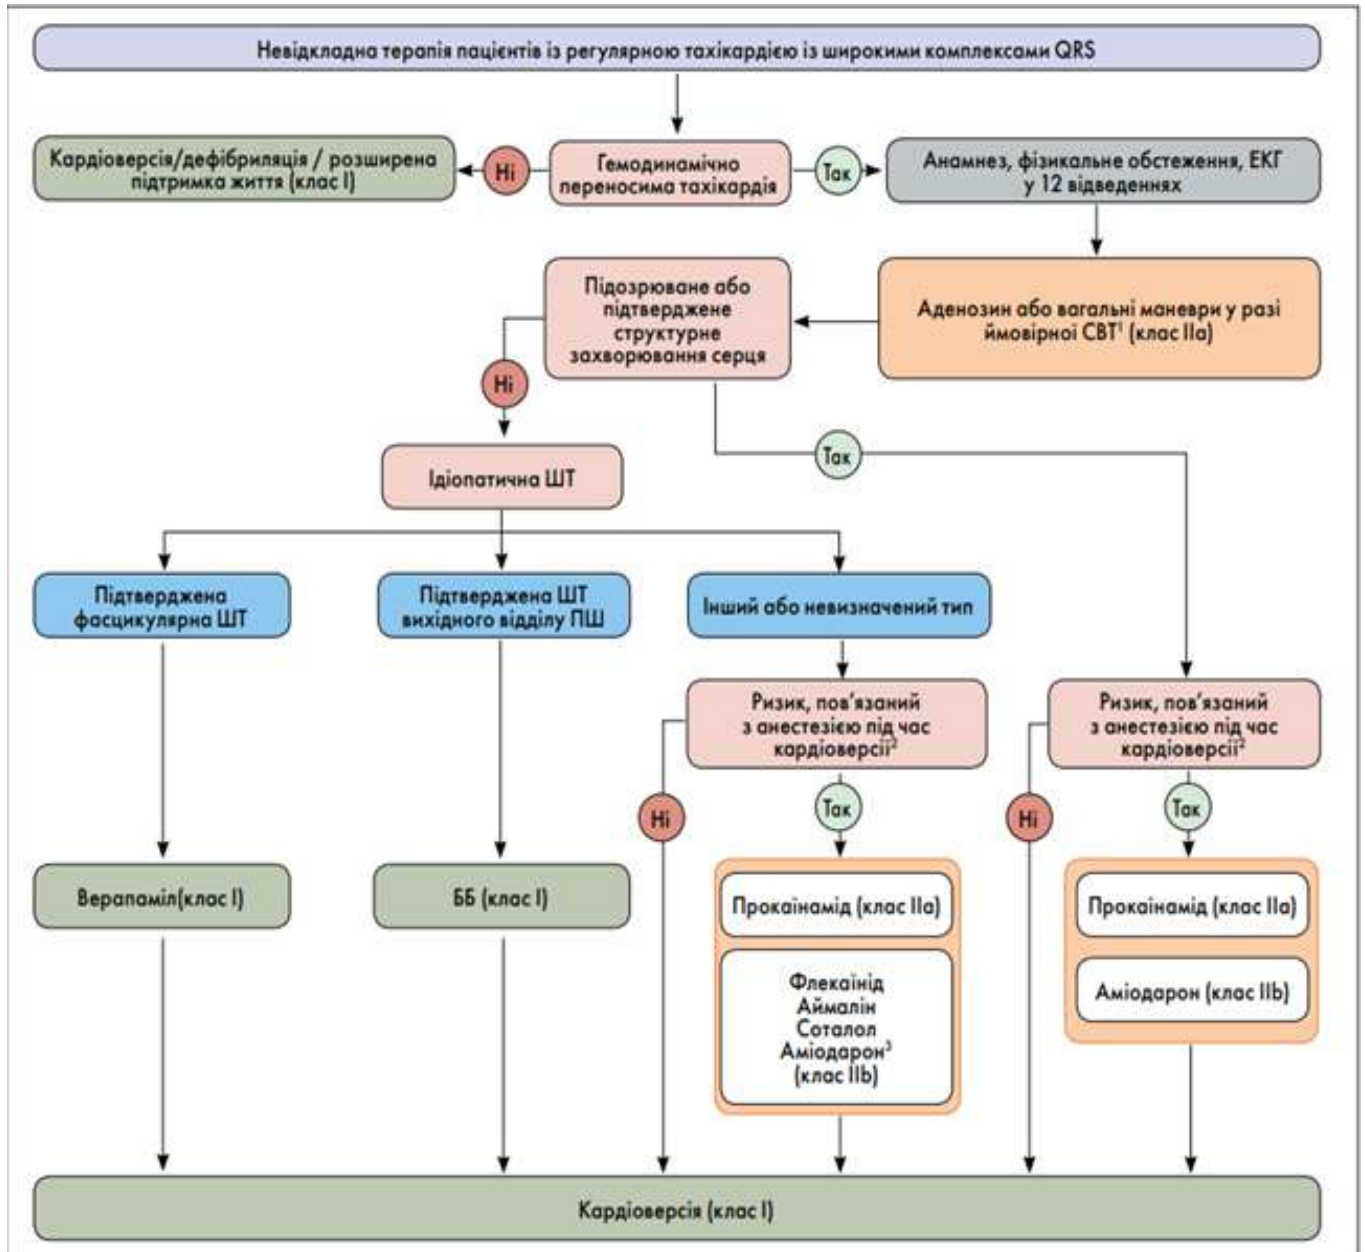 Невідкладна терапія пацієнтів із регулярною тахікардією із широкими комплексами QRS
Кардіоверсія/дефібриляція / розширена
підтримка життя (клас I)
Ні
Гемодинамічно
переносима тахікардія
Так
Анамнез, фізикальне обстеження, ЕКГ
у 12 відведеннях
Підозрюване або
підтверджене
структурне
захворювання серця
Аденозин або вагальні маневри у разі
ймовірної СВТ¹ (клас IIa)
Ні
Так
Ідіопатична ШТ
Підтверджена
фасцикулярна ШТ
Підтверджена ШТ
вихідного відділу ПШ
Інший або невизначений тип
Ризик, пов’язаний
з анестезією під час
кардіоверсії²
Ризик, пов’язаний
з анестезією під час
кардіоверсії²
Ні
Так
Ні
Так
Верапаміл(клас I)
ББ (клас I)
Прокаїнамід (клас IIa)
Флекаїнід
Аймалін
Соталол
Аміодарон³
(клас IIb)
Прокаїнамід (клас IIa)
Аміодарон (клас IIb)
Кардіоверсія (клас I)